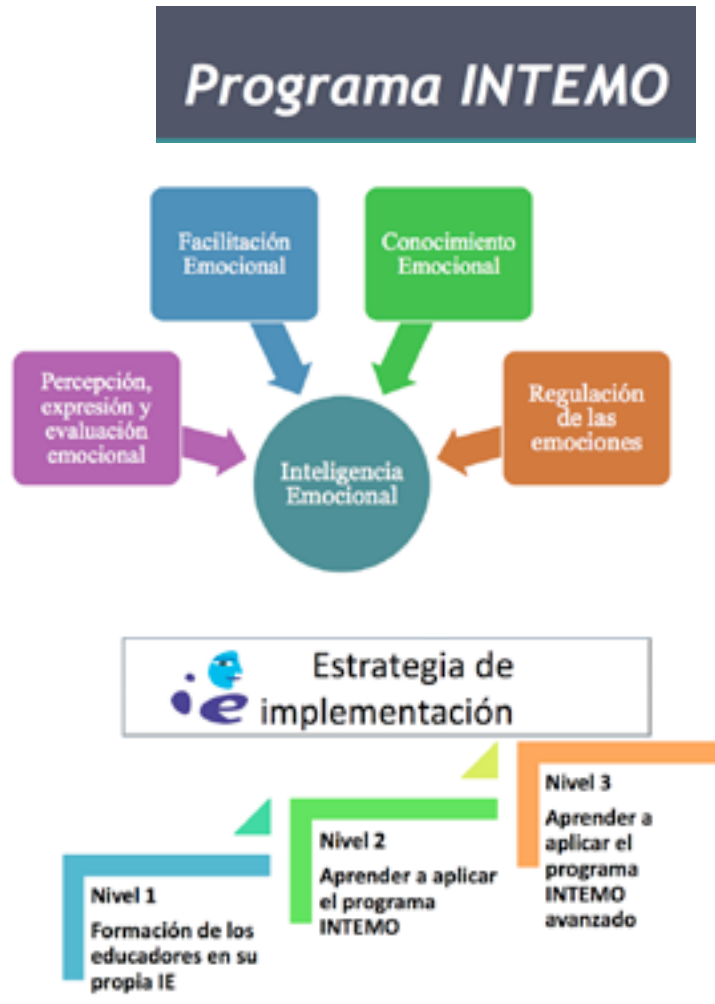 Programa INTEMO
Facilitación
Emocional
Conocimiento
Emocional
Percepción,
expresión y
evaluación
emocional
Regulación
de las
emociones
Inteligencia
Emocional
ie
Estrategia de
implementación
Nivel 1
Formación de los
educadores en su
propia IE
Nivel 2
Aprender a aplicar
el programa
INTEMO
Nivel 3
Aprender a
aplicar el
programa
INTEMO
avanzado